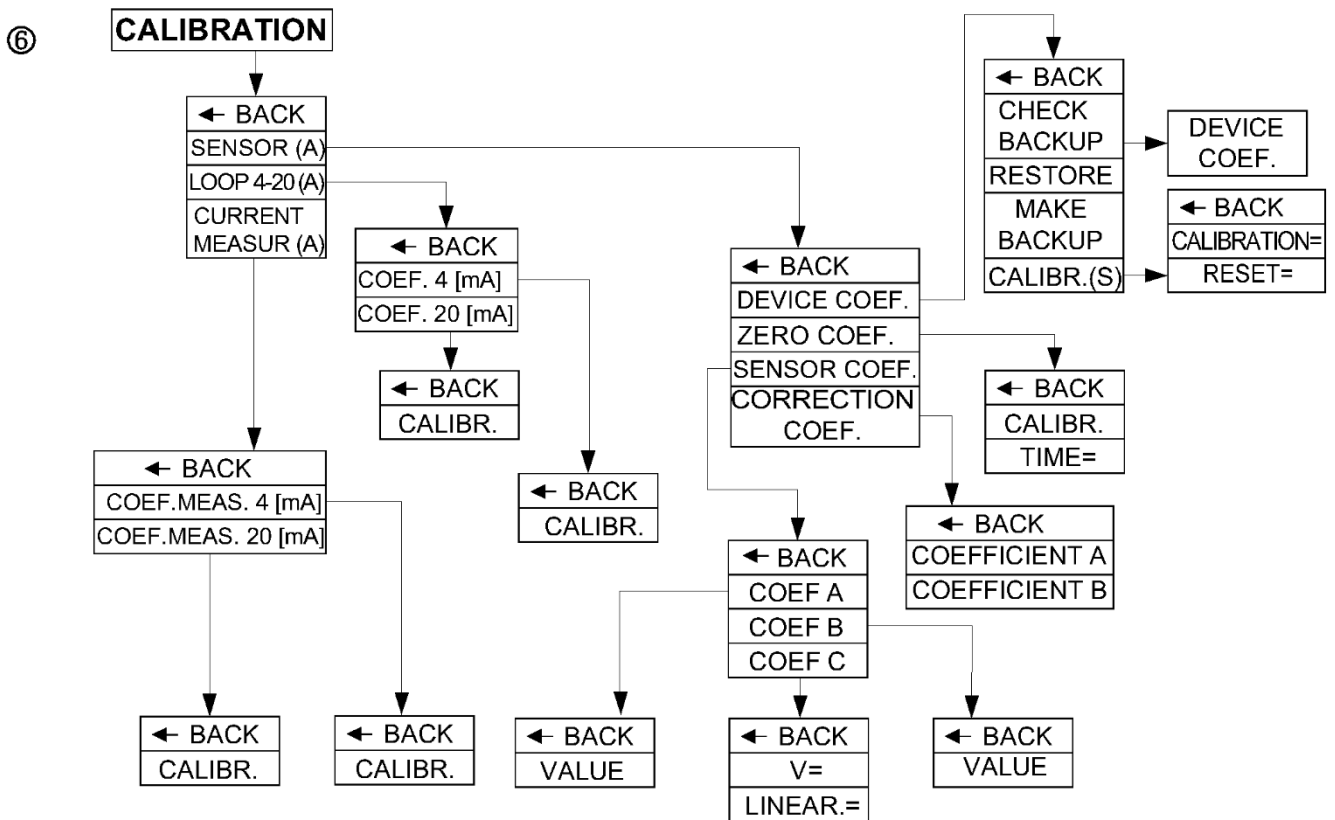 ⑥
CALIBRATION
← BACK
SENSOR (A)
LOOP 4-20 (A)
CURRENT
MEASUR (A)
← BACK
COEF. 4 [mA]
COEF. 20 [mA]
← BACK
CALIBR.
← BACK
CALIBR.
← BACK
COEF.MEAS. 4 [mA]
COEF.MEAS. 20 [mA]
← BACK
CALIBR.
← BACK
CALIBR.
← BACK
DEVICE COEF.
ZERO COEF.
SENSOR COEF.
CORRECTION
COEF.
← BACK
CHECK
BACKUP
RESTORE
MAKE
BACKUP
CALIBR.(S)
DEVICE
COEF.
← BACK
CALIBRATION=
RESET=
← BACK
CALIBR.
TIME=
← BACK
COEFFICIENT A
COEFFICIENT B
← BACK
COEF A
COEF B
COEF C
← BACK
VALUE
← BACK
V=
LINEAR.=
← BACK
VALUE